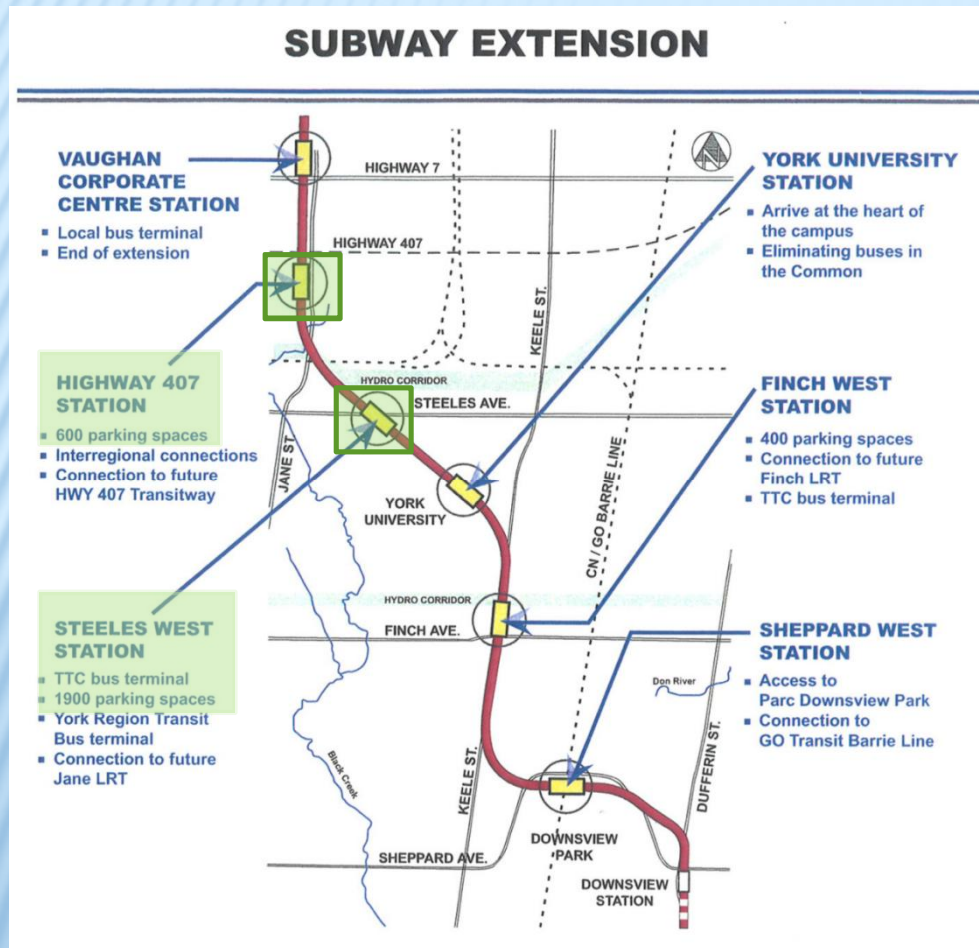 SUBWAY EXTENSION
VAUGHAN
CORPORATE
CENTRE STATION
▪ Local bus terminal
▪ End of extension
HIGHWAY 407
STATION
▪ 600 parking spaces
▪ Interregional connections
▪ Connection to future
HWY 407 Transitway
STEELES WEST
STATION
▪ TTC bus terminal
▪ 1900 parking spaces
▪ York Region Transit
Bus terminal
▪ Connection to future
Jane LRT
HIGHWAY 7
HIGHWAY 407
KEELE ST.
HYDRO CORRIDOR
STEELES AVE.
JANE ST.
YORK
UNIVERSITY
CN / GO BARRIE LINE
HYDRO CORRIDOR
FINCH AVE.
Black Creek
KEELE ST.
Don River
DUFFERIN ST.
DOWNSVIEW
PARK
SHEPPARD AVE.
DOWNSVIEW
STATION
YORK UNIVERSITY
STATION
▪ Arrive at the heart of
the campus
▪ Eliminating buses in
the Common
FINCH WEST
STATION
▪ 400 parking spaces
▪ Connection to future
Finch LRT
▪ TTC bus terminal
SHEPPARD WEST
STATION
▪ Access to
Parc Downsview Park
▪ Connection to
GO Transit Barrie Line